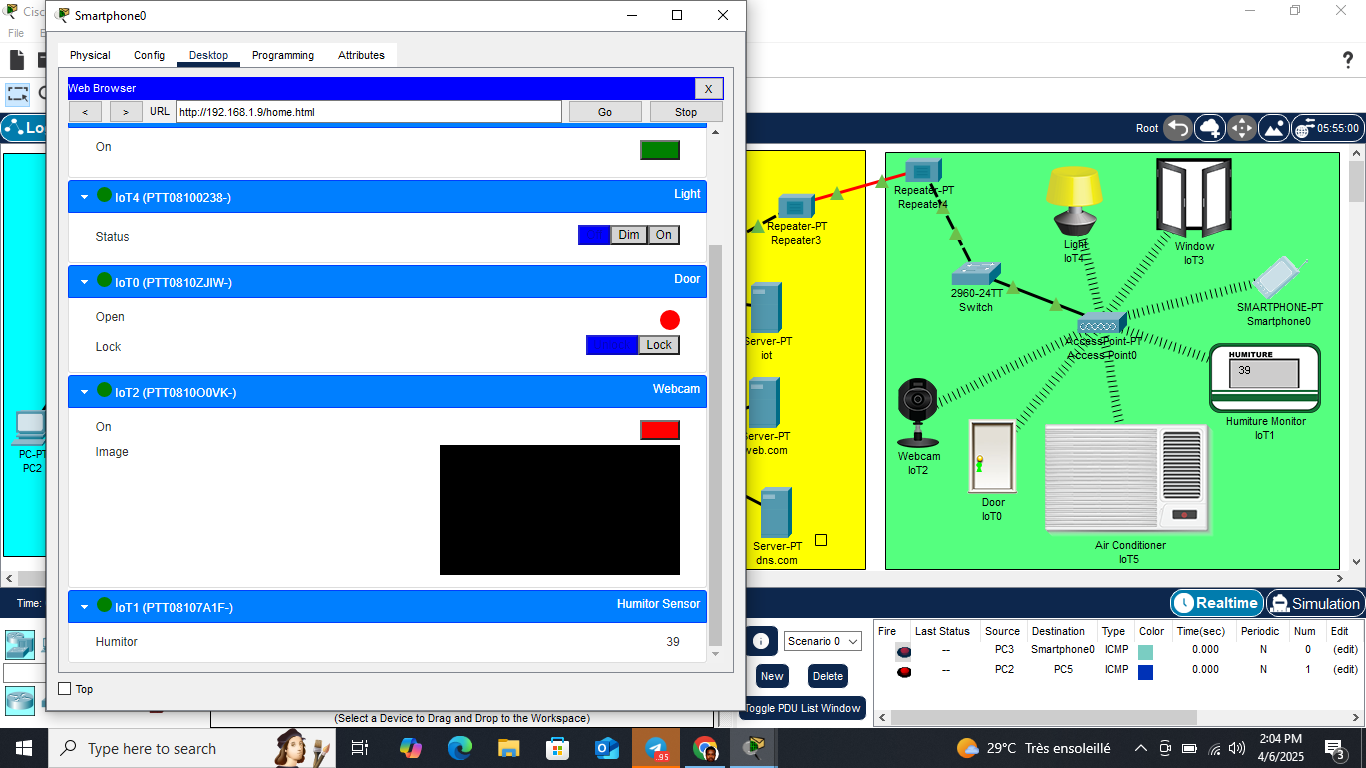 Cisc
Smartphone0
File
E
Physical
Config
Desktop
Programming
Attributes
Web Browser
X
<
>
URL
http://192.168.1.9/home.html
Go
Stop
Lo
Root
05:55:00
On
IoT4 (PTT08100238-)
Light
Status
Dim
On
IoT0 (PTT0810ZJIW-)
Door
Open
Lock
Lock
IoT2 (PTT0810O0VK-)
Webcam
On
Image
IoT1 (PTT08107A1F-)
Humitor Sensor
Humitor
39
Top
PC-PT
PC2
Repeater-PT
Repeater3
Server-PT
iot
Server-PT
web.com
Server-PT
dns.com
Repeater-PT
Repeater4
2960-24TT
Switch
Light
IoT4
Window
IoT3
SMARTPHONE-PT
Smartphone0
AccessPoint-PT
Access Point0
HUMITURE
39
Humiture Monitor
IoT1
Webcam
IoT2
Door
IoT0
Air Conditioner
IoT5
Time:
Realtime
Simulation
Scenario 0
New
Delete
Toggle PDU List Window
Fire Last Status Source Destination Type Color Time(sec) Periodic Num Edit
-- PC3 Smartphone0 ICMP 0.000 N 0 (edit)
-- PC2 PC5 ICMP 0.000 N 1 (edit)
(Select a Device to Drag and Drop to the Workspace)
Type here to search
.95
29°C Très ensoleillé
2:04 PM
4/6/2025
3